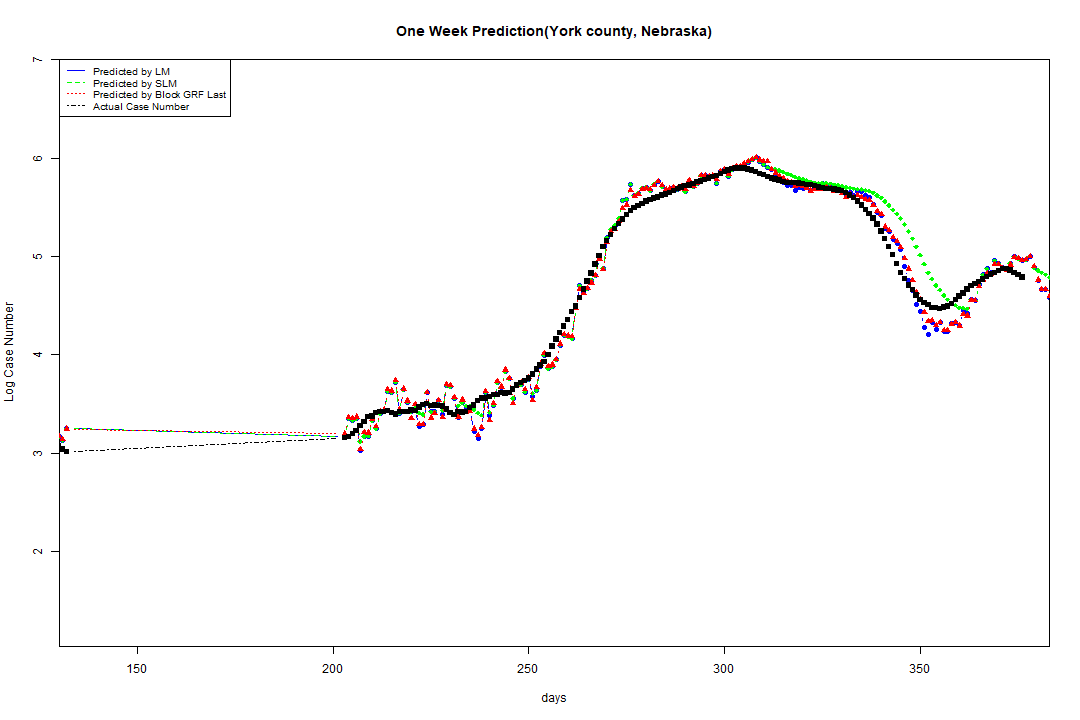 One Week Prediction(York county, Nebraska)
7
Predicted by LM
Predicted by SLM
Predicted by Block GRF Last
Actual Case Number
6
5
4
3
2
Log Case Number
150 200 250 300 350
days